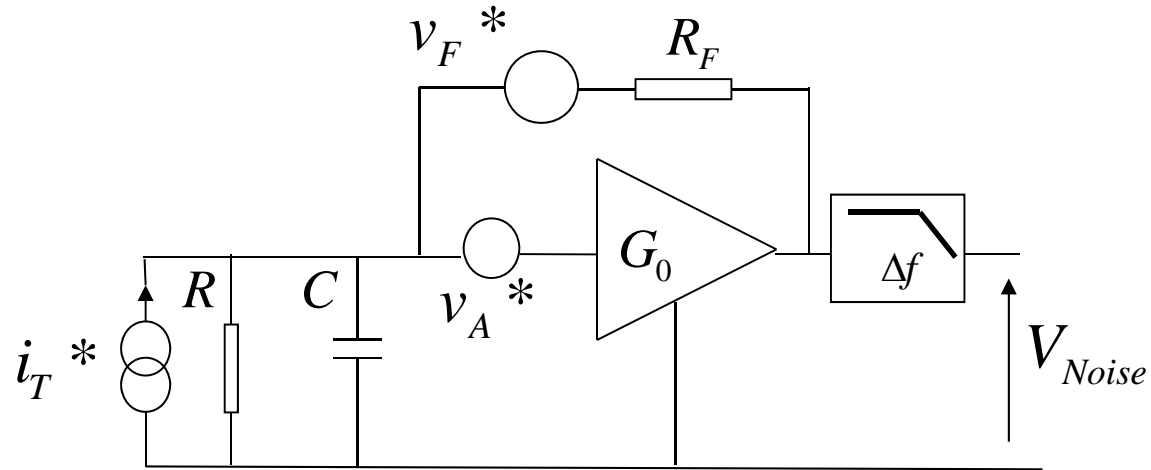 v_F *
R_F
G_0
Δf
R
C
v_A *
i_T *
V_Noise